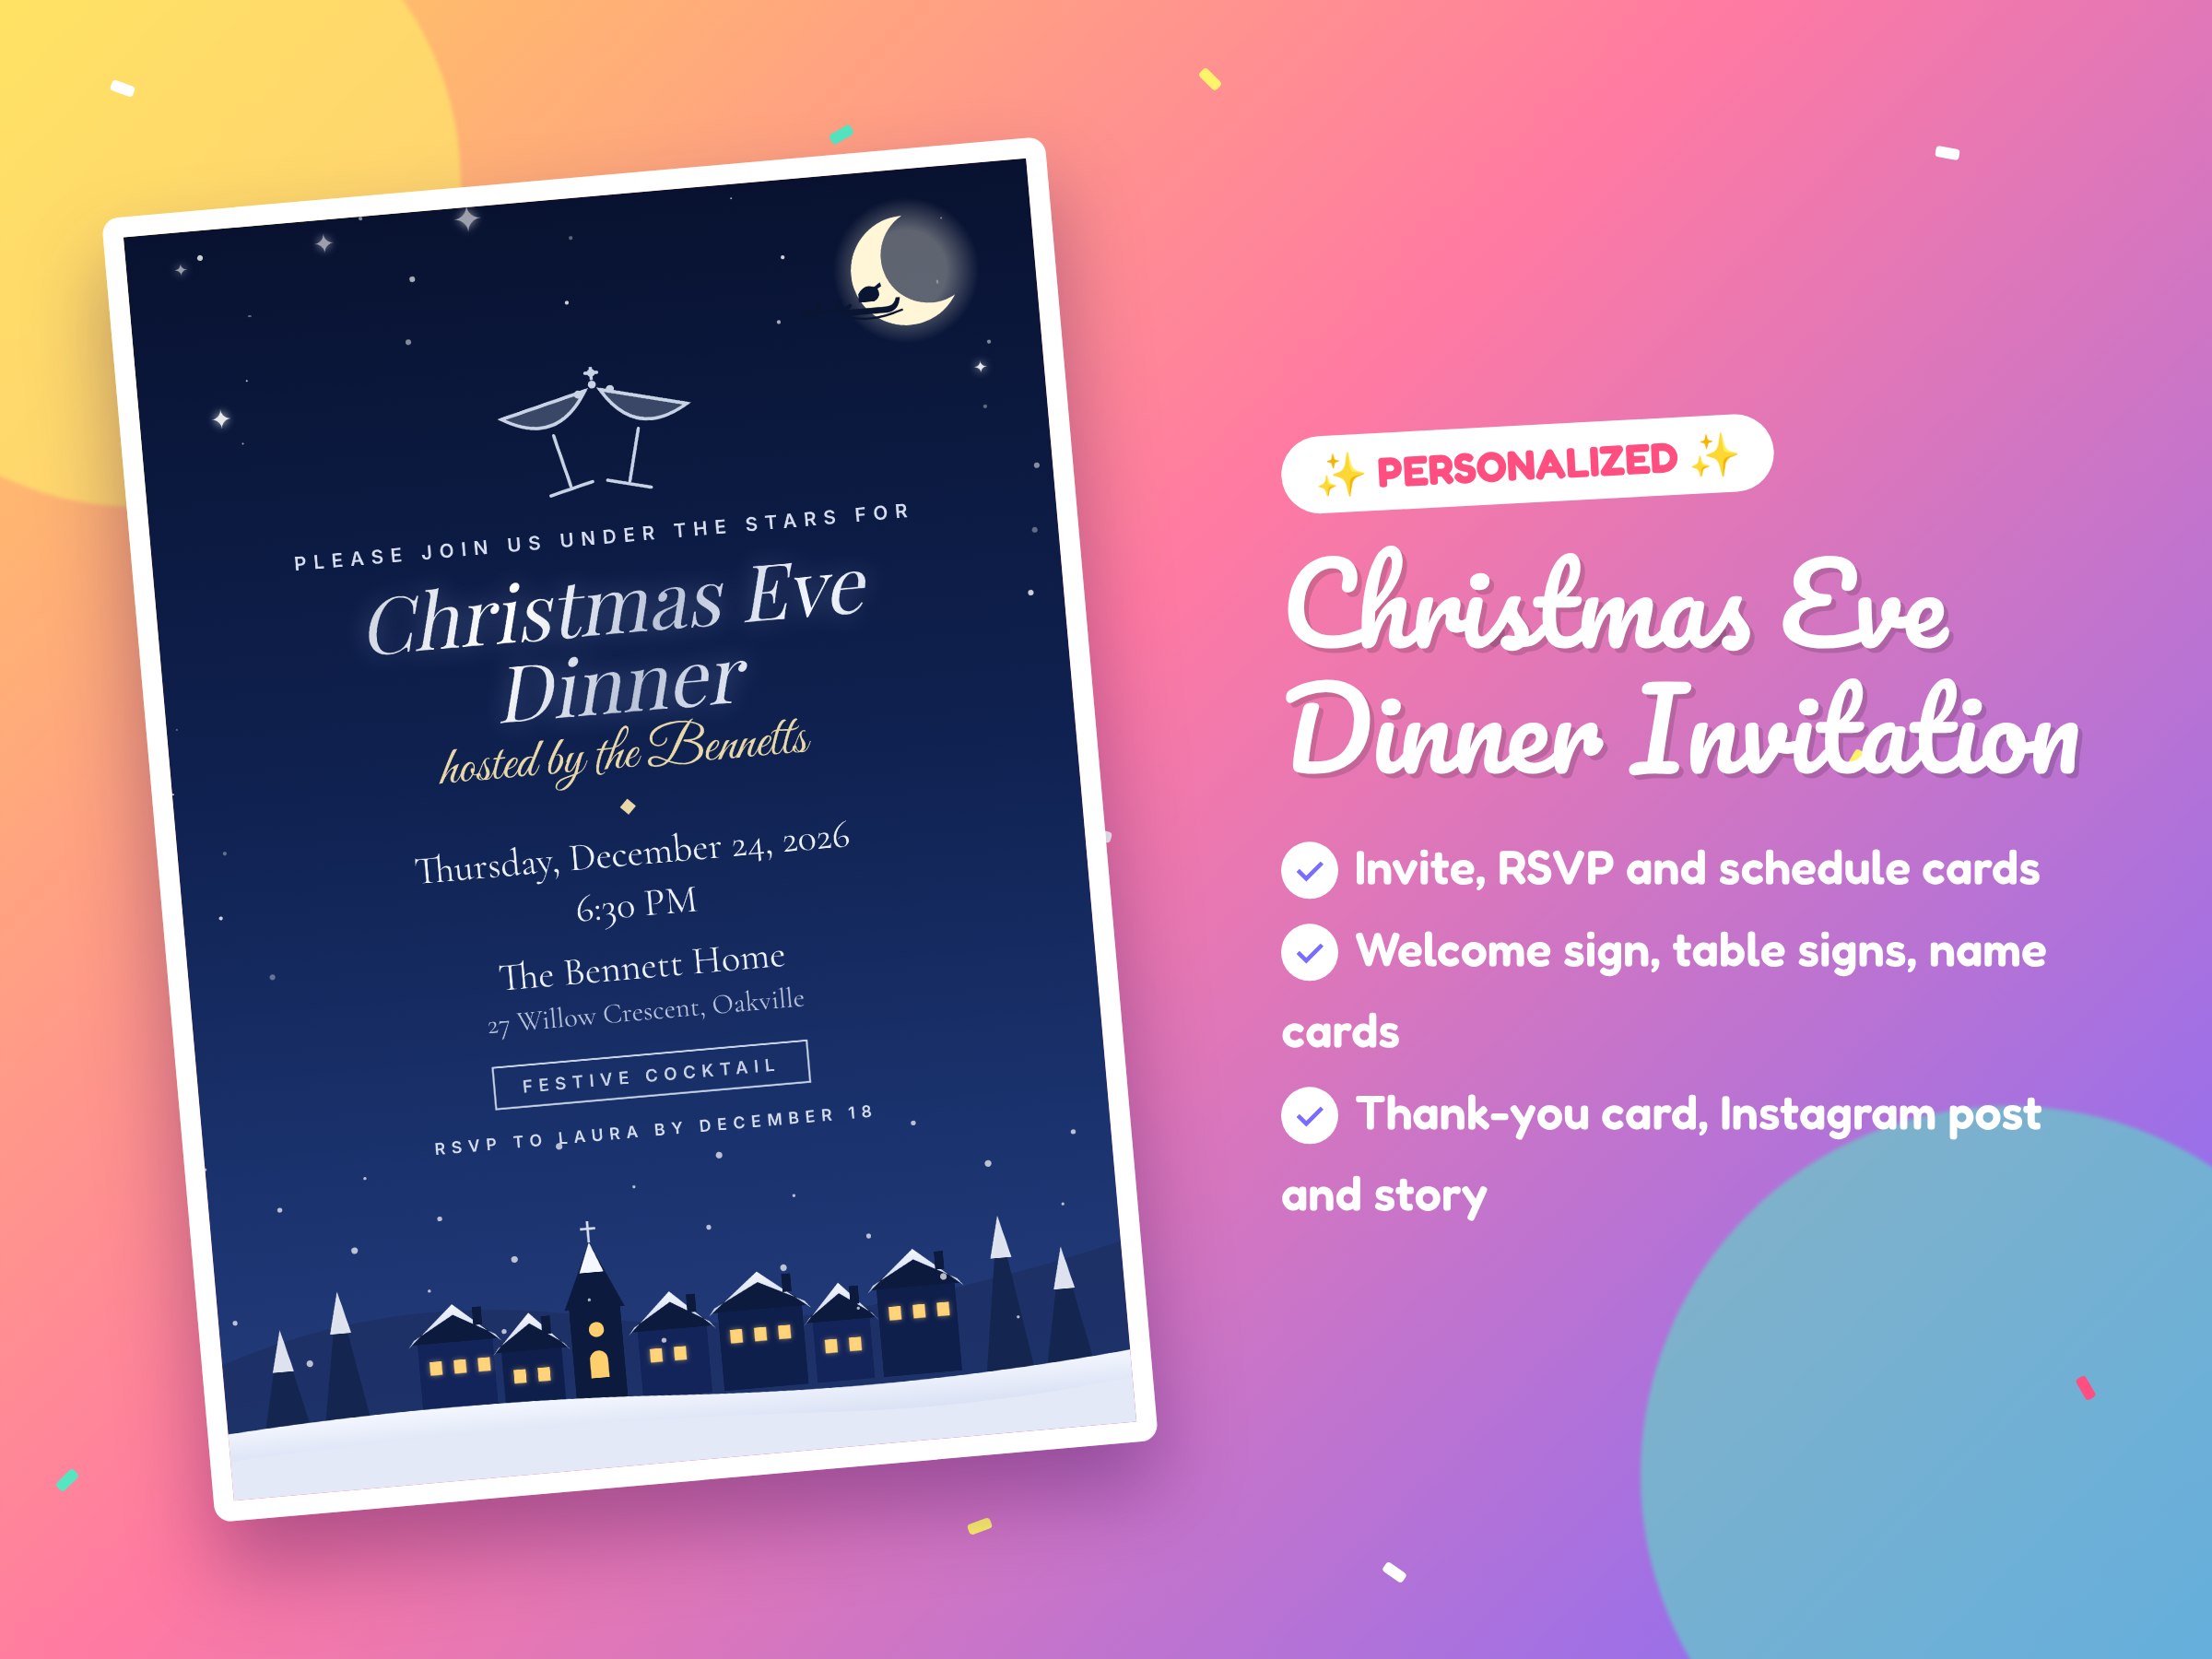 PLEASE JOIN US UNDER THE STARS FOR
Christmas Eve
Dinner
hosted by the Bennetts
Thursday, December 24, 2026
6:30 PM
The Bennett Home
27 Willow Crescent, Oakville
FESTIVE COCKTAIL
RSVP TO LAURA BY DECEMBER 18
✨ PERSONALIZED ✨
Christmas Eve
Dinner Invitation
Invite, RSVP and schedule cards
Welcome sign, table signs, name
cards
Thank-you card, Instagram post
and story